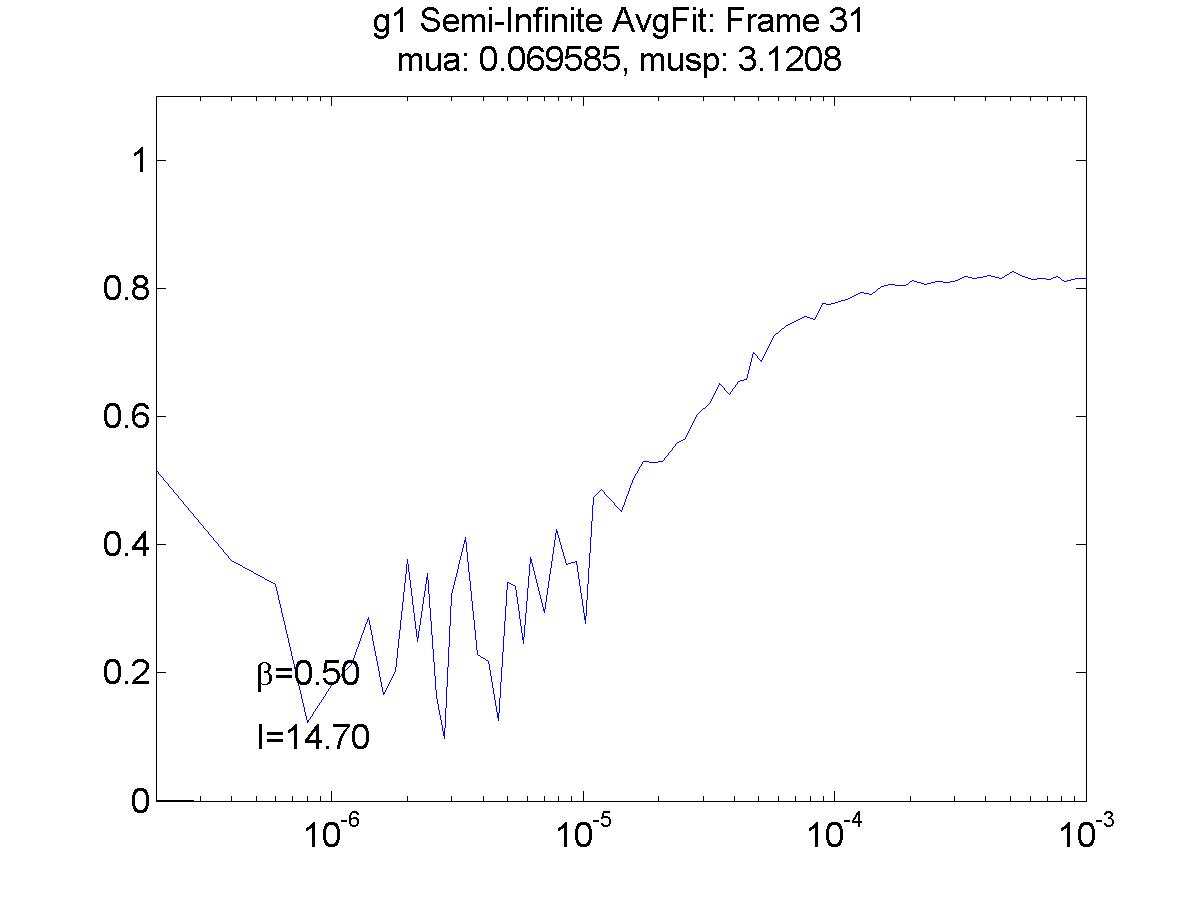 g1 Semi-Infinite AvgFit: Frame 31
mua: 0.069585, musp: 3.1208
1
0.8
0.6
0.4
0.2
0
β=0.50
I=14.70
10^-6
10^-5
10^-4
10^-3